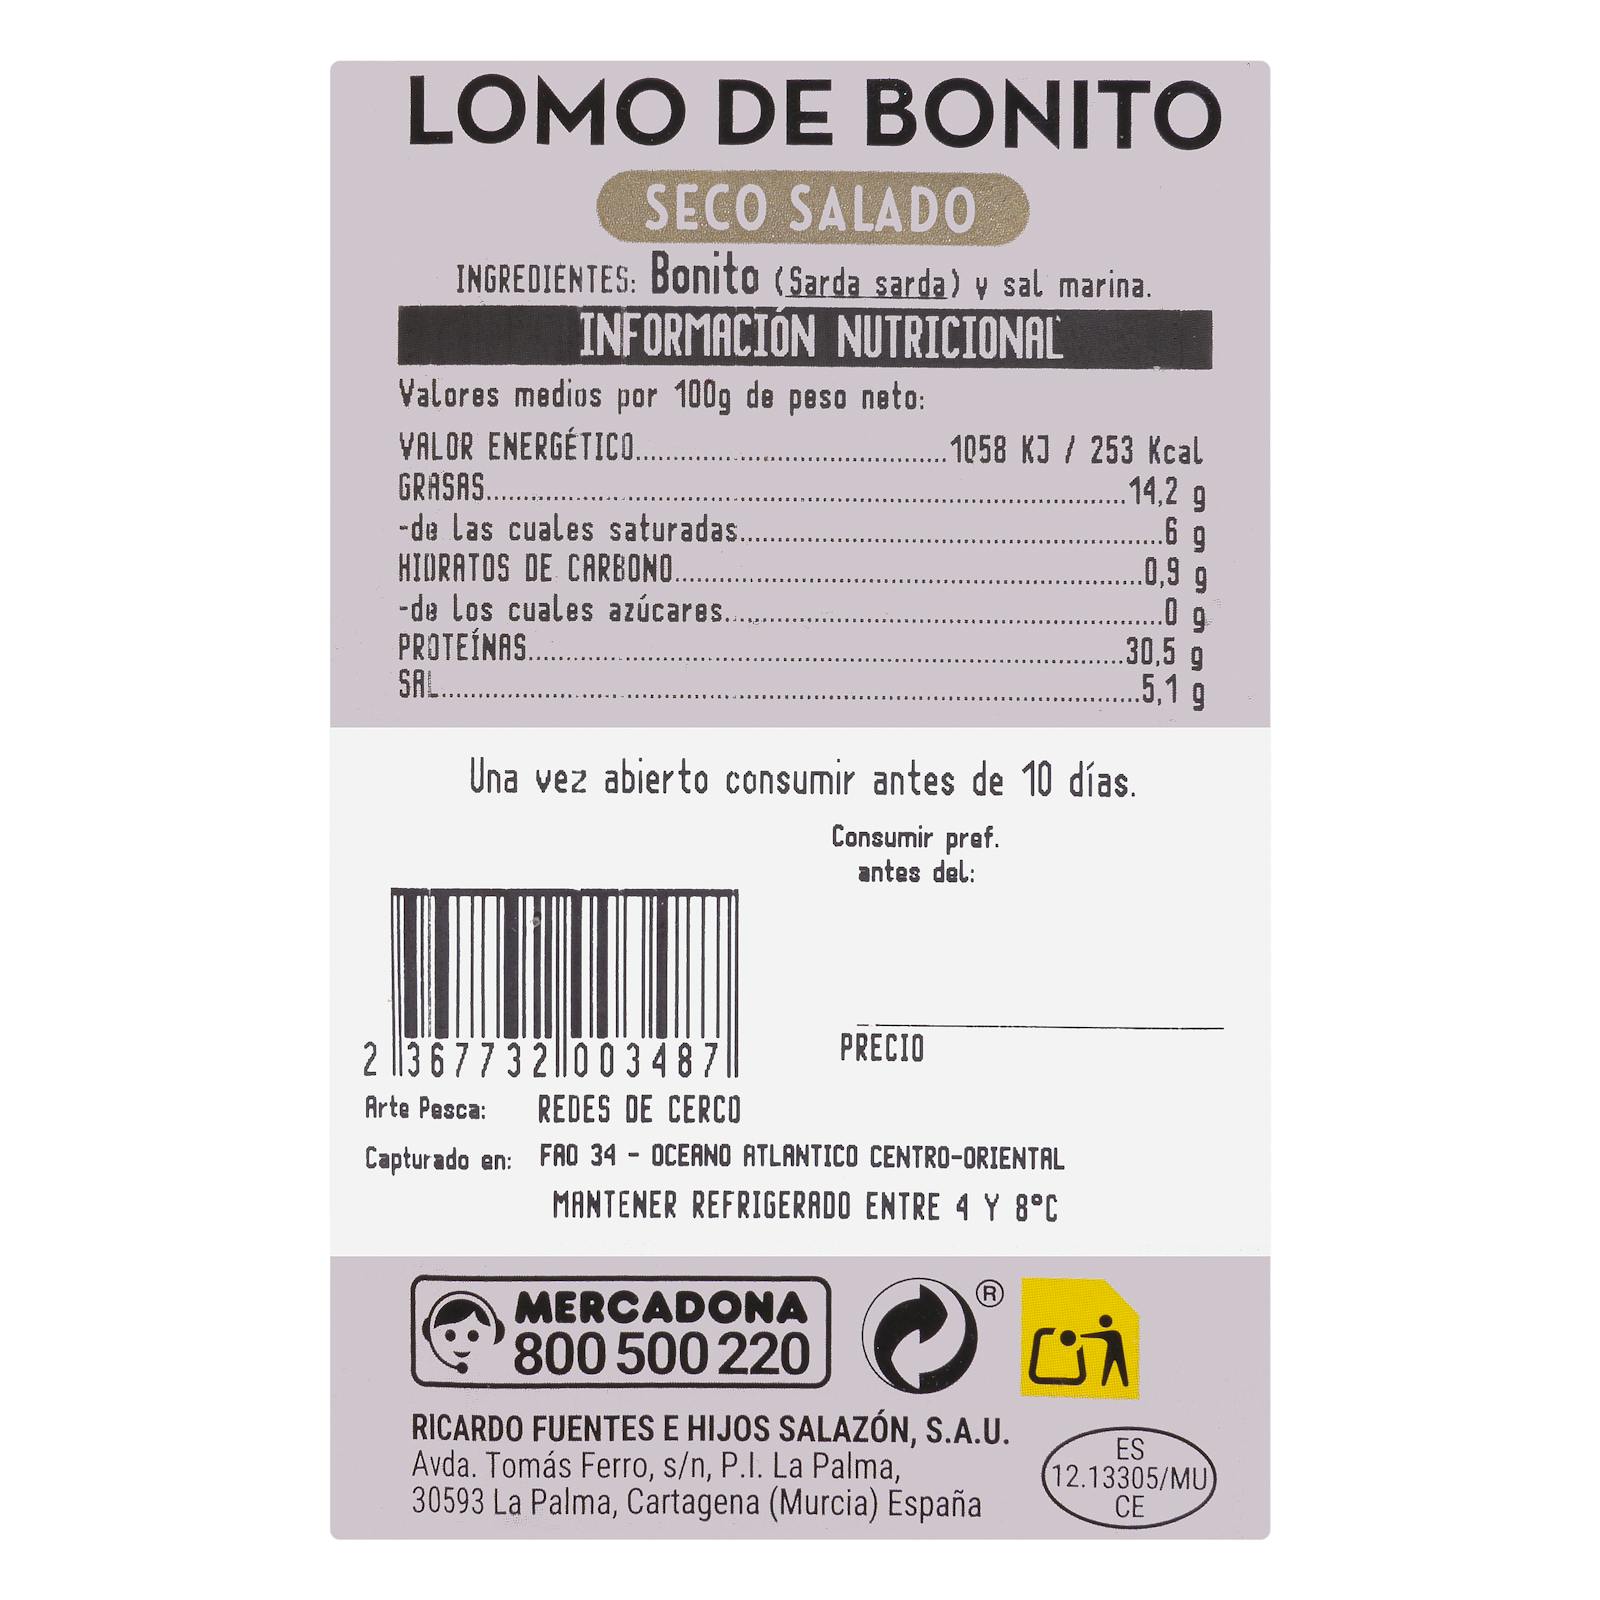 LOMO DE BONITO
SECO SALADO
INGREDIENTES: Bonito (Sarda sarda) y sal marina.
INFORMACIÓN NUTRICIONAL
Valores medios por 100g de peso neto:
VALOR ENERGÉTICO......1058 KJ / 253 Kcal
GRASAS......14,2 g
-de las cuales saturadas......6 g
HIDRATOS DE CARBONO......0,9 g
-de los cuales azúcares......0 g
PROTEÍNAS......30,5 g
SAL......5,1 g
Una vez abierto consumir antes de 10 días.
Consumir pref.
antes del:
2 367732 003487
PRECIO
Arte Pesca: REDES DE CERCO
Capturado en: FAO 34 - OCEANO ATLANTICO CENTRO-ORIENTAL
MANTENER REFRIGERADO ENTRE 4 Y 8°C
MERCADONA
800 500 220
®
RICARDO FUENTES E HIJOS SALAZÓN, S.A.U.
Avda. Tomás Ferro, s/n, P.I. La Palma,
30593 La Palma, Cartagena (Murcia) España
ES
12.13305/MU
CE